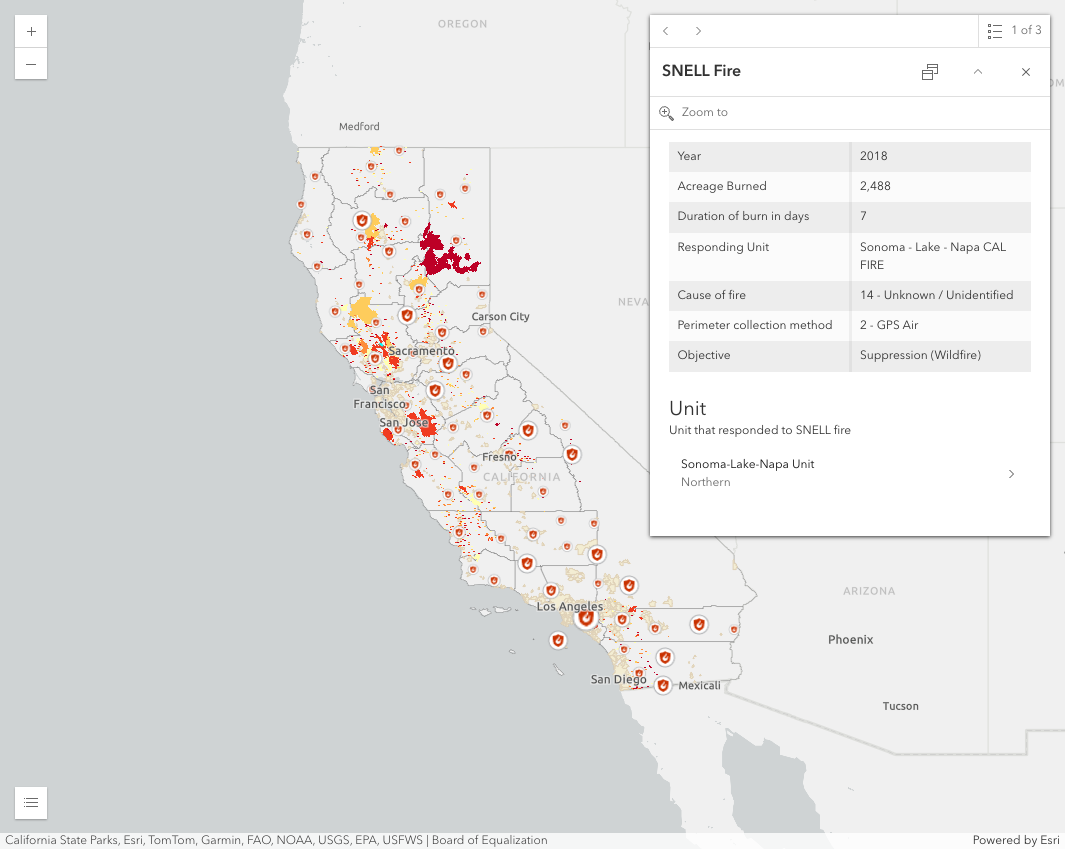 OREGON
1 of 3
SNELL Fire
Zoom to
Medford
Year 2018
Acreage Burned 2,488
Duration of burn in days 7
Responding Unit Sonoma - Lake - Napa CAL
FIRE
Cause of fire 14 - Unknown / Unidentified
Perimeter collection method 2 - GPS Air
Objective Suppression (Wildfire)
NEVA
Carson City
Sacramento
San
Francisco
San Jose
Unit
Unit that responded to SNELL fire
Fresno
CALIFORNIA
Sonoma-Lake-Napa Unit
Northern
Los Angeles
ARIZONA
Phoenix
San Diego
Mexicali
Tucson
California State Parks, Esri, TomTom, Garmin, FAO, NOAA, USGS, EPA, USFWS | Board of Equalization
Powered by Esri